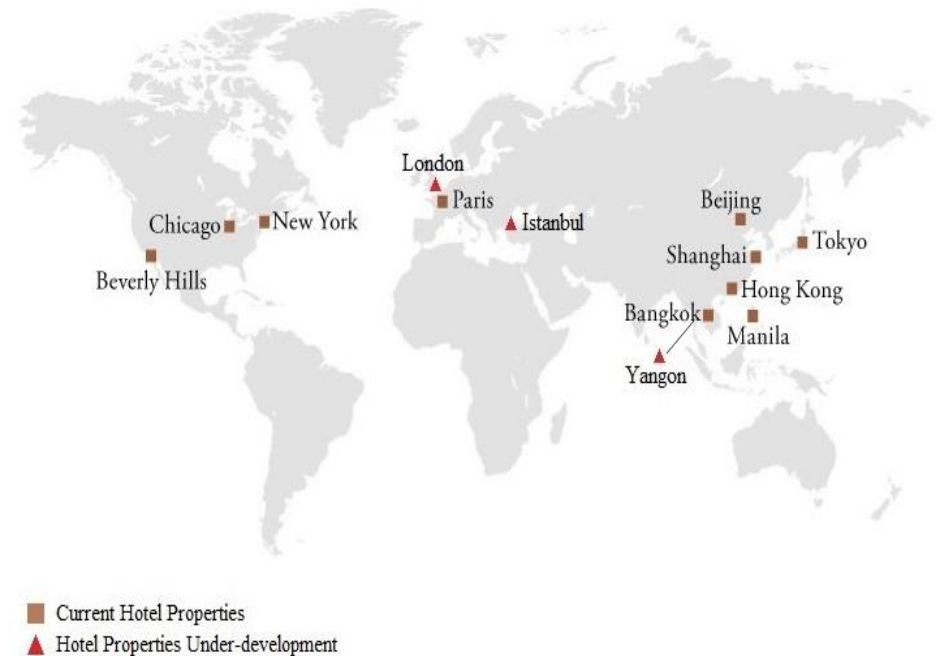 London
Paris
Beijing
Chicago
New York
Istanbul
Tokyo
Shanghai
Beverly Hills
Hong Kong
Bangkok
Manila
Yangon
Current Hotel Properties
Hotel Properties Under-development